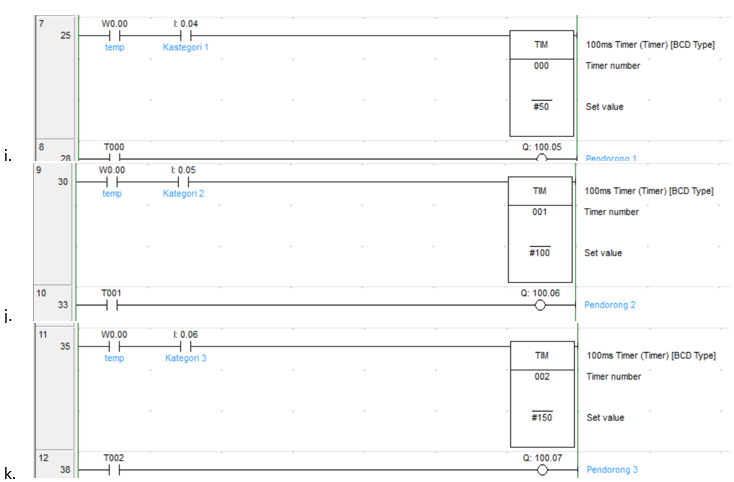 7
25
W0.00 I: 0.04
temp Kastegori 1
TIM 100ms Timer (Timer) [BCD Type]
000 Timer number
#50 Set value
i.
8
28
T000 Q: 100.05
Pendorong 1
9
30
W0.00 I: 0.05
temp Kategori 2
TIM 100ms Timer (Timer) [BCD Type]
001 Timer number
#100 Set value
j.
10
33
T001 Q: 100.06
Pendorong 2
11
35
W0.00 I: 0.06
temp Kategori 3
TIM 100ms Timer (Timer) [BCD Type]
002 Timer number
#150 Set value
k.
12
38
T002 Q: 100.07
Pendorong 3